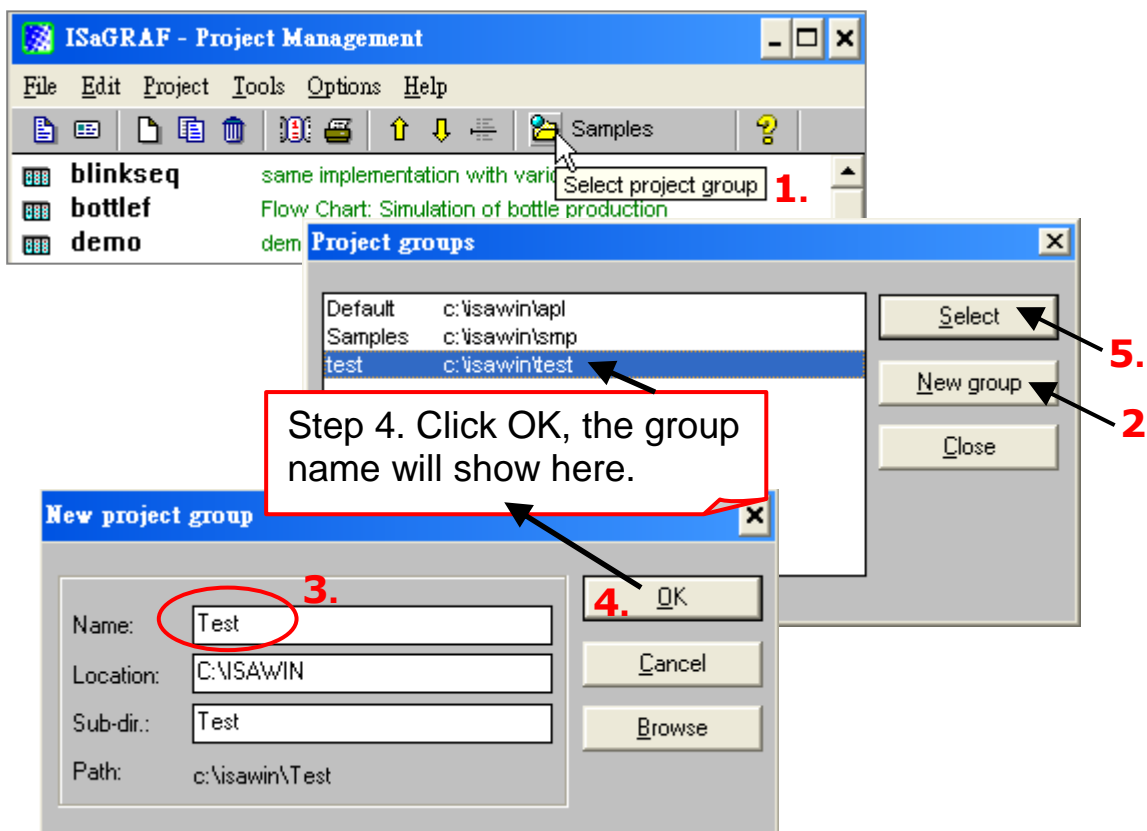 ISaGRAF - Project Management
File Edit Project Tools Options Help
Samples
blinkseq same implementation with vario
Select project group 1.
bottlef Flow Chart: Simulation of bottle production
demo dem
Project groups
Default c:\isawin\apl
Samples c:\isawin\smp
test c:\isawin\test
Select
5.
New group
2
Close
Step 4. Click OK, the group
name will show here.
New project group
3.
Name: Test
4. OK
Location: C:\ISAWIN
Cancel
Sub-dir.: Test
Browse
Path: c:\isawin\Test